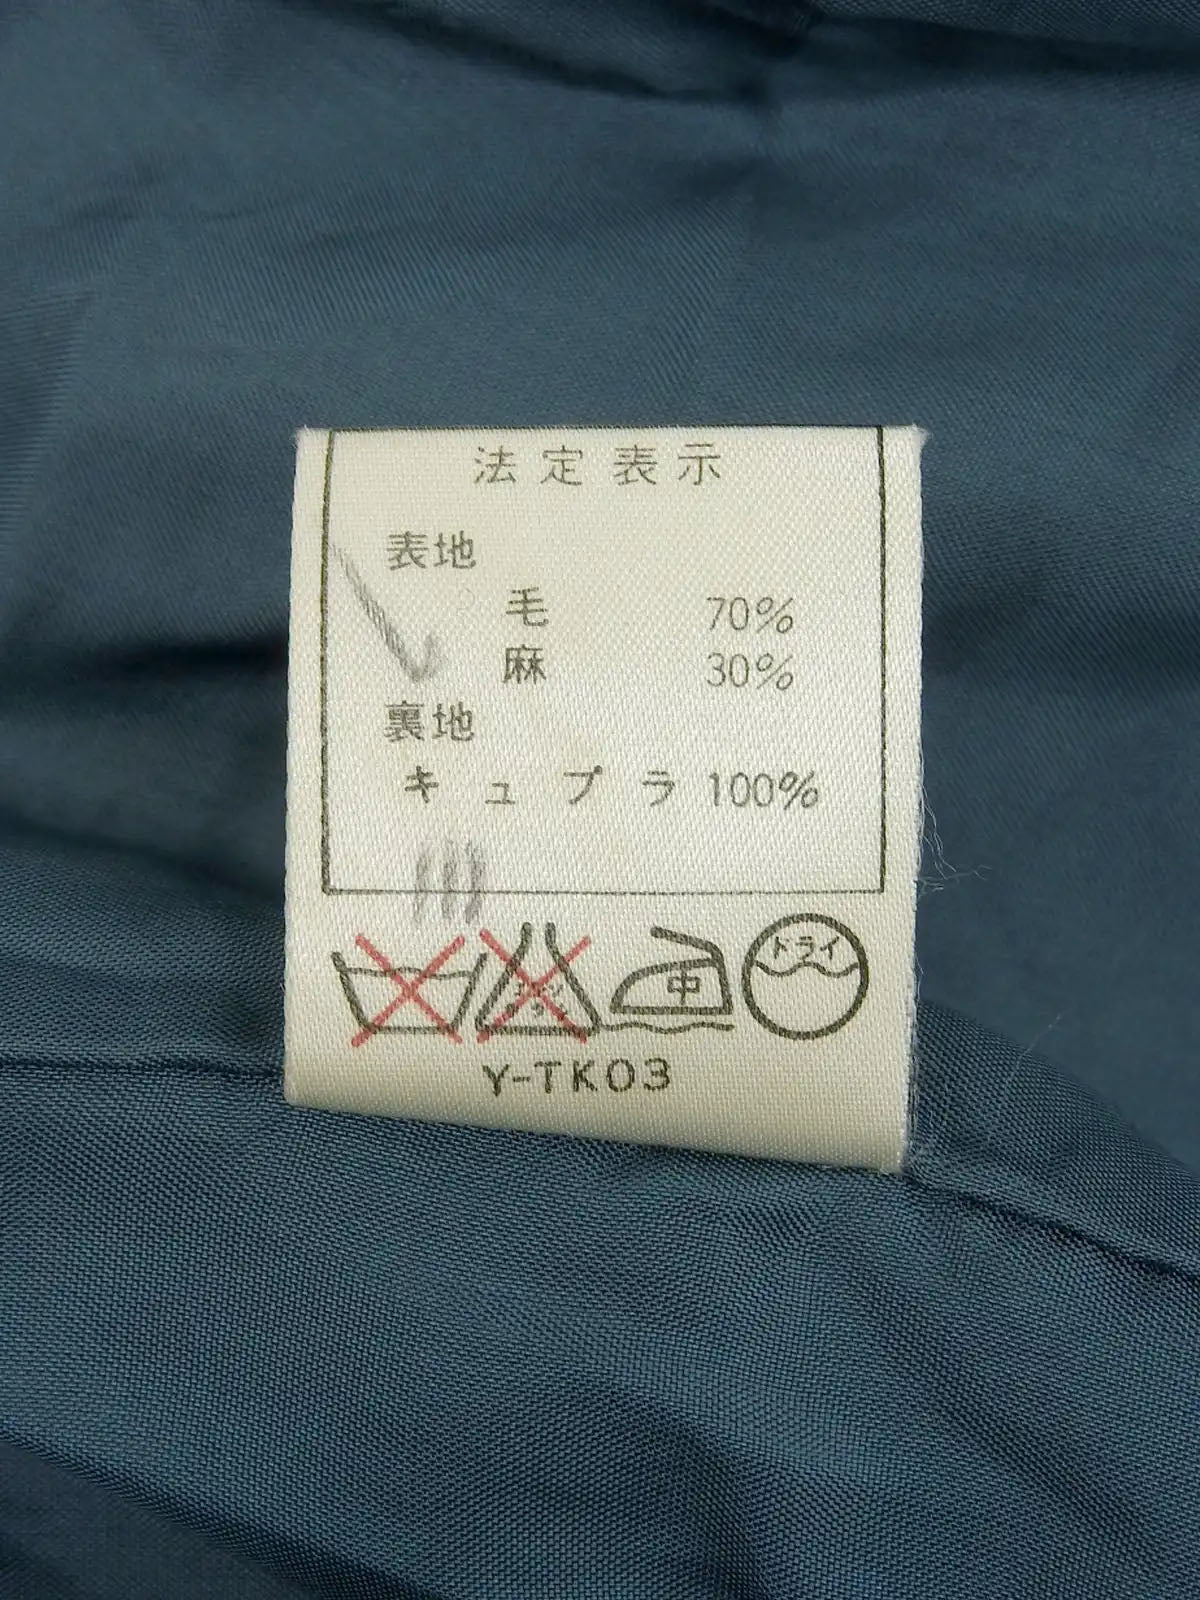 法定表示
表地
毛 70%
麻 30%
裏地
キュプラ 100%
中 ドライ
Y-TK03